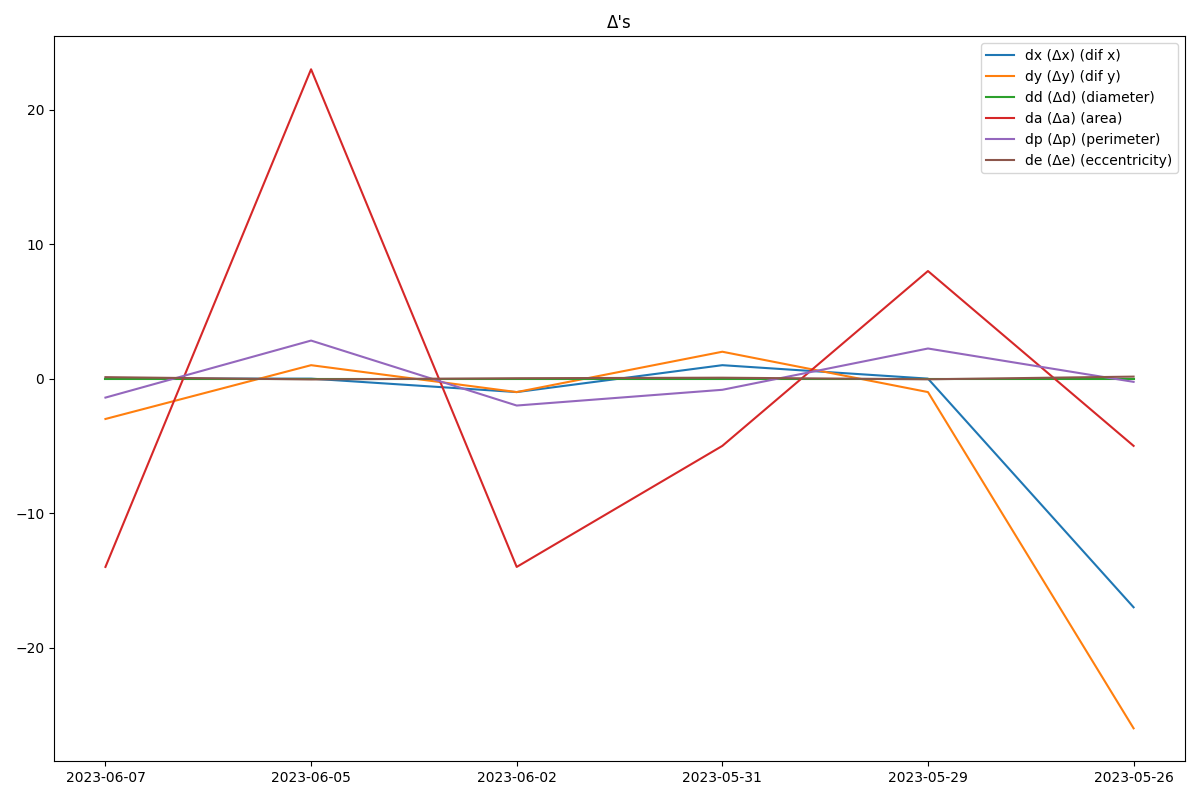 Δ's
dx (Δx) (dif x)
dy (Δy) (dif y)
dd (Δd) (diameter)
da (Δa) (area)
dp (Δp) (perimeter)
de (Δe) (eccentricity)
20
10
0
−10
−20
2023-06-07 2023-06-05 2023-06-02 2023-05-31 2023-05-29 2023-05-26